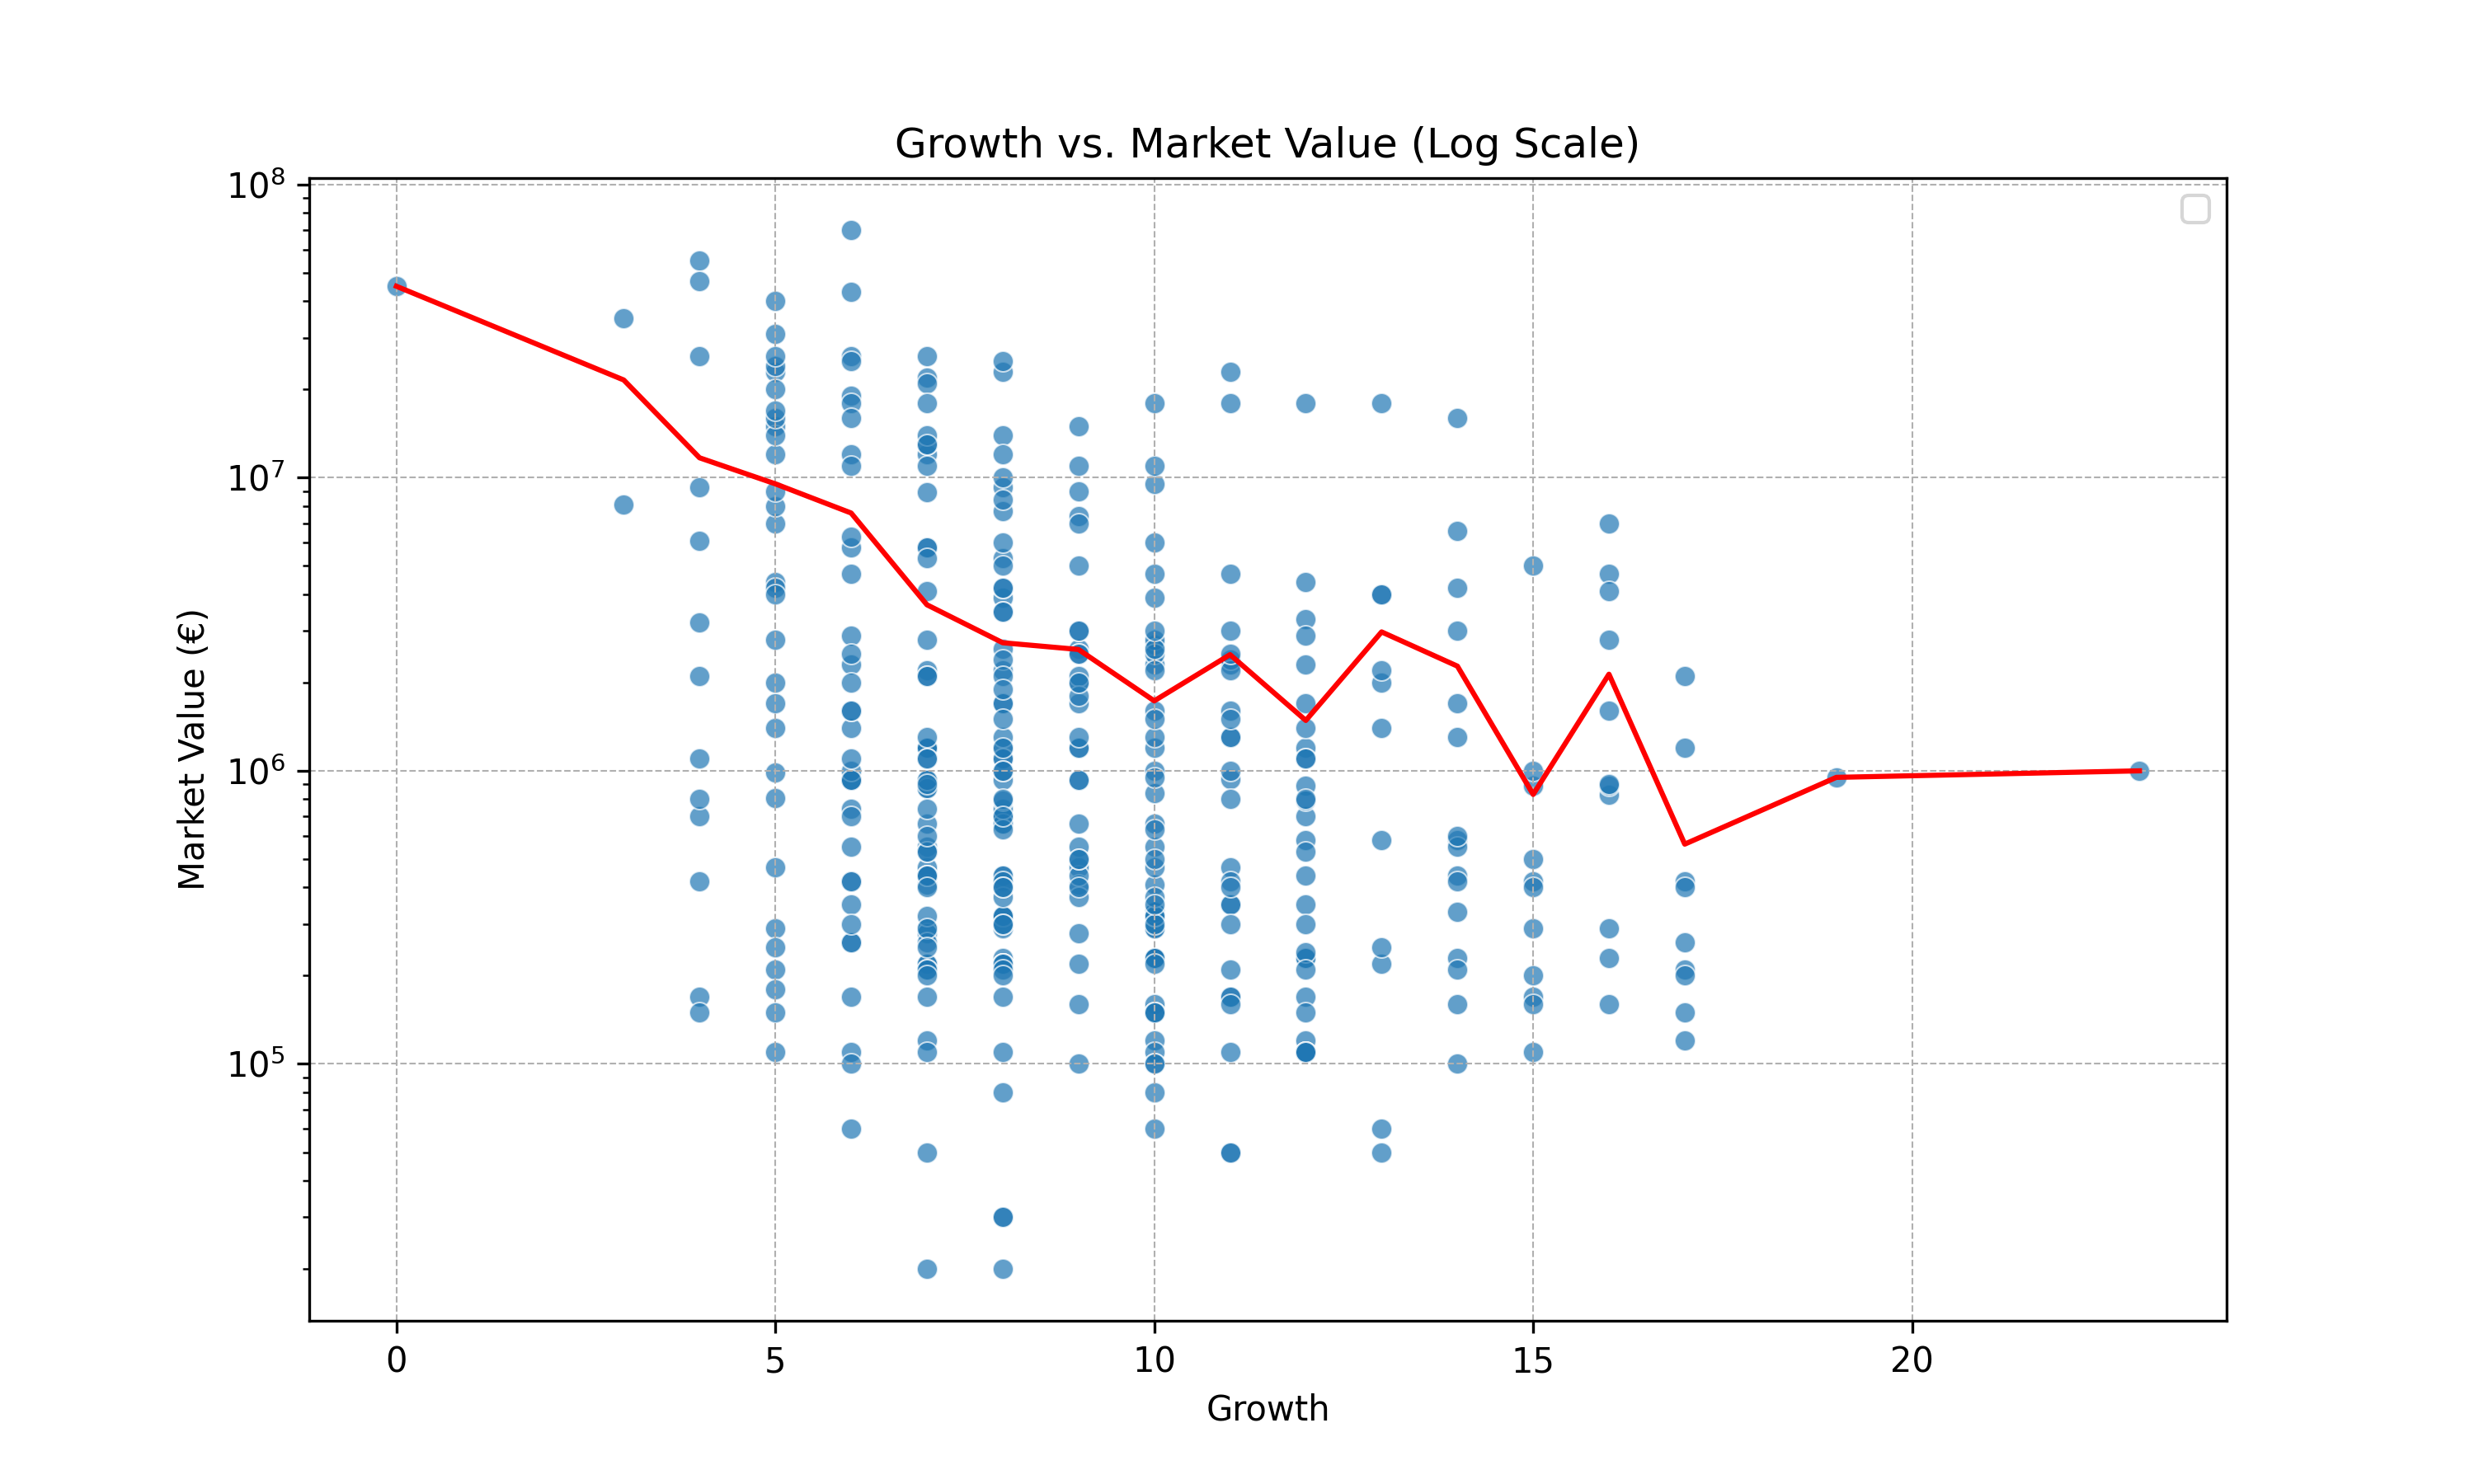 Growth vs. Market Value (Log Scale)
Market Value (€)
10⁸
10⁷
10⁶
10⁵
0 5 10 15 20
Growth